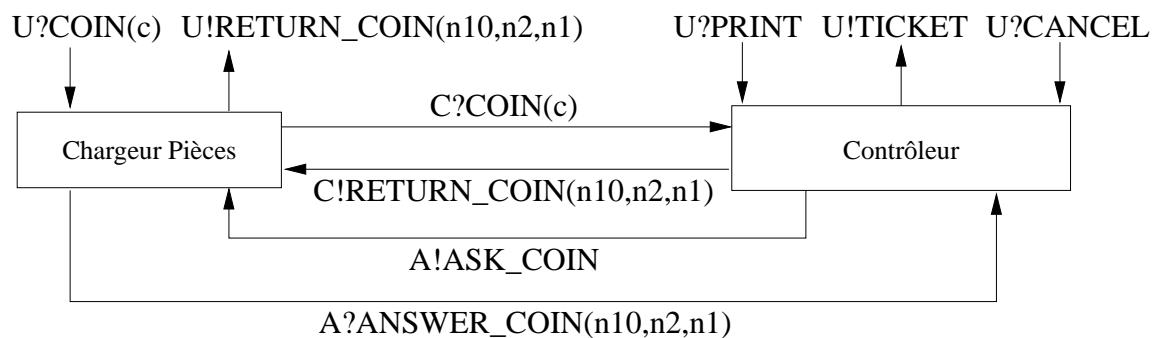 U?COIN(c) U!RETURN_COIN(n10,n2,n1) U?PRINT U!TICKET U?CANCEL
C?COIN(c)
Chargeur Pièces Contrôleur
C!RETURN_COIN(n10,n2,n1)
A!ASK_COIN
A?ANSWER_COIN(n10,n2,n1)